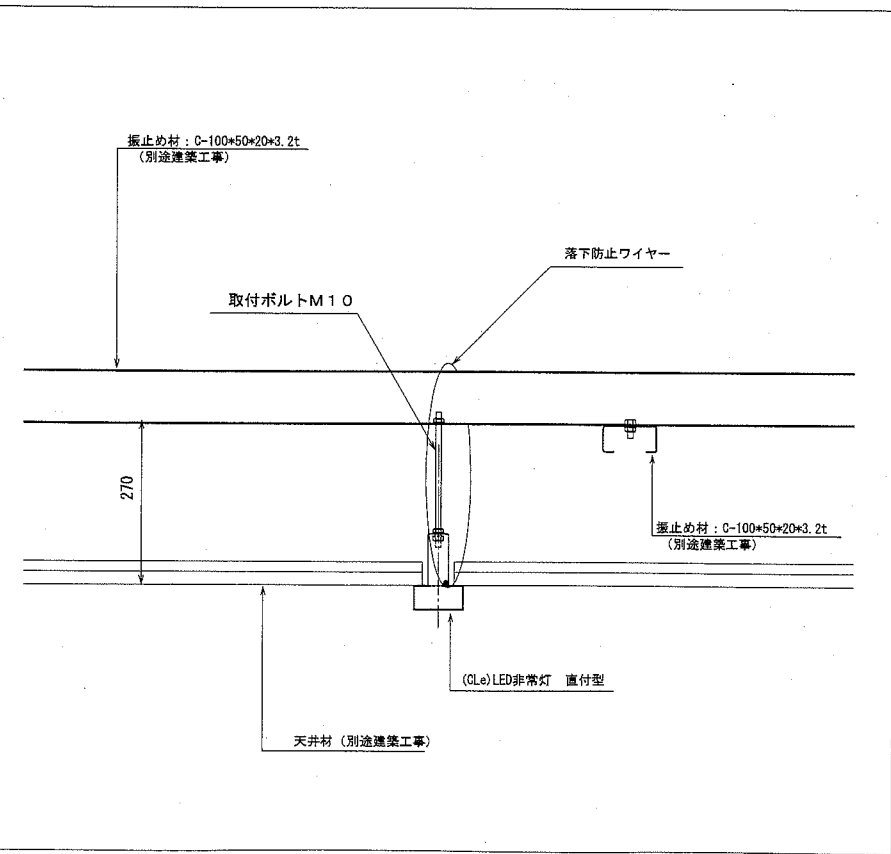 振止め材：C-100*50*20*3.2t
(別途建築工事)
落下防止ワイヤー
取付ボルトＭ１０
270
振止め材：C-100*50*20*3.2t
(別途建築工事)
(CLe)LED非常灯　直付型
天井材（別途建築工事）